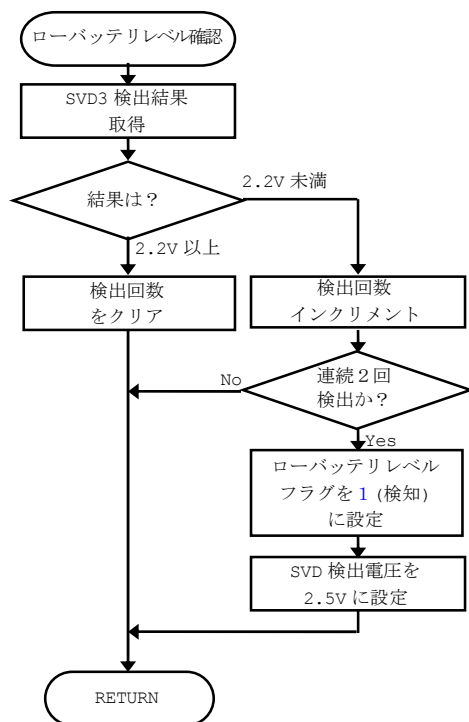 ローバッテリレベル確認
SVD3 検出結果
取得
結果は？
2.2V 未満
2.2V 以上
検出回数
をクリア
検出回数
インクリメント
連続２回
検出か？
No
Yes
ローバッテリレベル
フラグを 1 (検知)
に設定
SVD 検出電圧を
2.5V に設定
RETURN